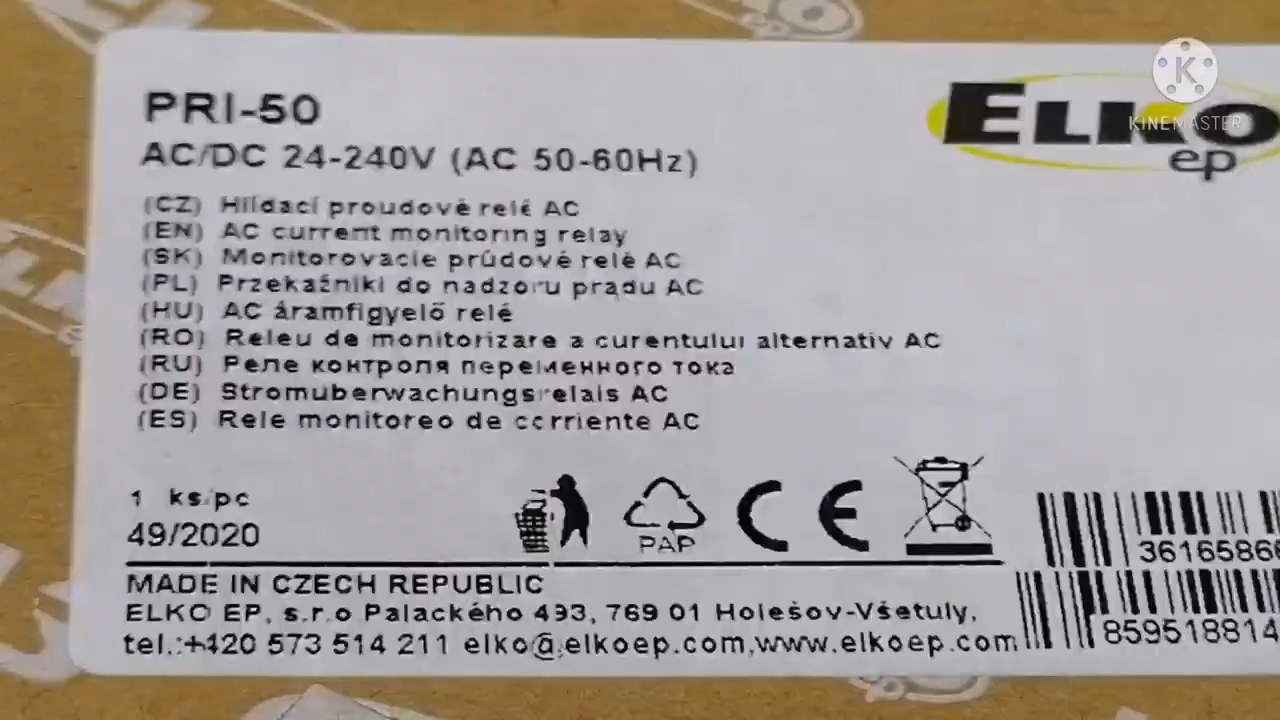 PRI-50
AC/DC 24-240V (AC 50-60Hz)
ELKO
ep
KINEMASTER
(CZ) Hlídací proudové relé AC
(EN) AC current monitoring relay
(SK) Monitorovacie prúdové relé AC
(PL) Przekaźniki do nadzoru prądu AC
(HU) AC áramfigyelő relé
(RO) Releu de monitorizare a curentului alternativ AC
(RU) Реле контроля переменного тока
(DE) Stromuberwachungsrelais AC
(ES) Rele monitoreo de corriente AC
1 ks/pc
49/2020
PAP
CE
MADE IN CZECH REPUBLIC
ELKO EP, s.r.o Palackého 493, 769 01 Holešov-Všetuly,
tel.:+420 573 514 211 elko@elkoep.com,www.elkoep.com
3616586
859518814